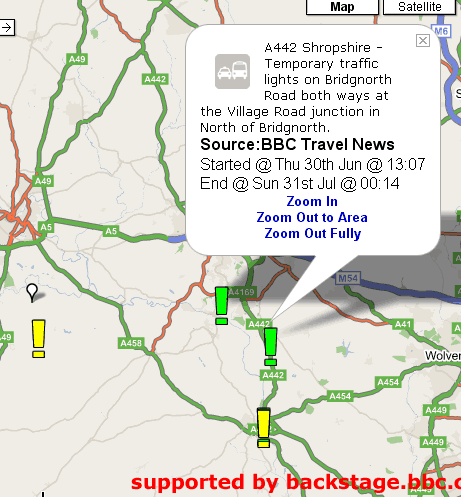 Map
Satellite
M6
A49
A442
A442 Shropshire -
Temporary traffic
lights on Bridgnorth
Road both ways at
the Village Road junction in
North of Bridgnorth.
Source:BBC Travel News
Started @ Thu 30th Jun @ 13:07
End @ Sun 31st Jul @ 00:14
Zoom In
Zoom Out to Area
Zoom Out Fully
A49
A5
A5
M54
A4169
A442
A41
A49
A458
Wolver
A442
A454
A454
A454
supported by backstage.bbc.c